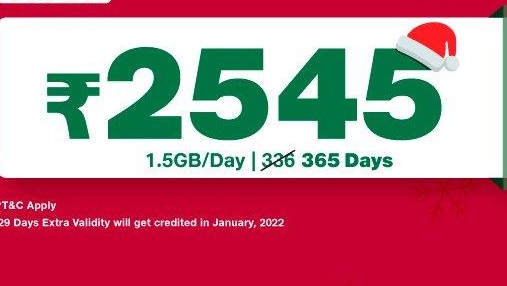 ₹2545
1.5GB/Day | 336 365 Days
*T&C Apply
29 Days Extra Validity will get credited in January, 2022